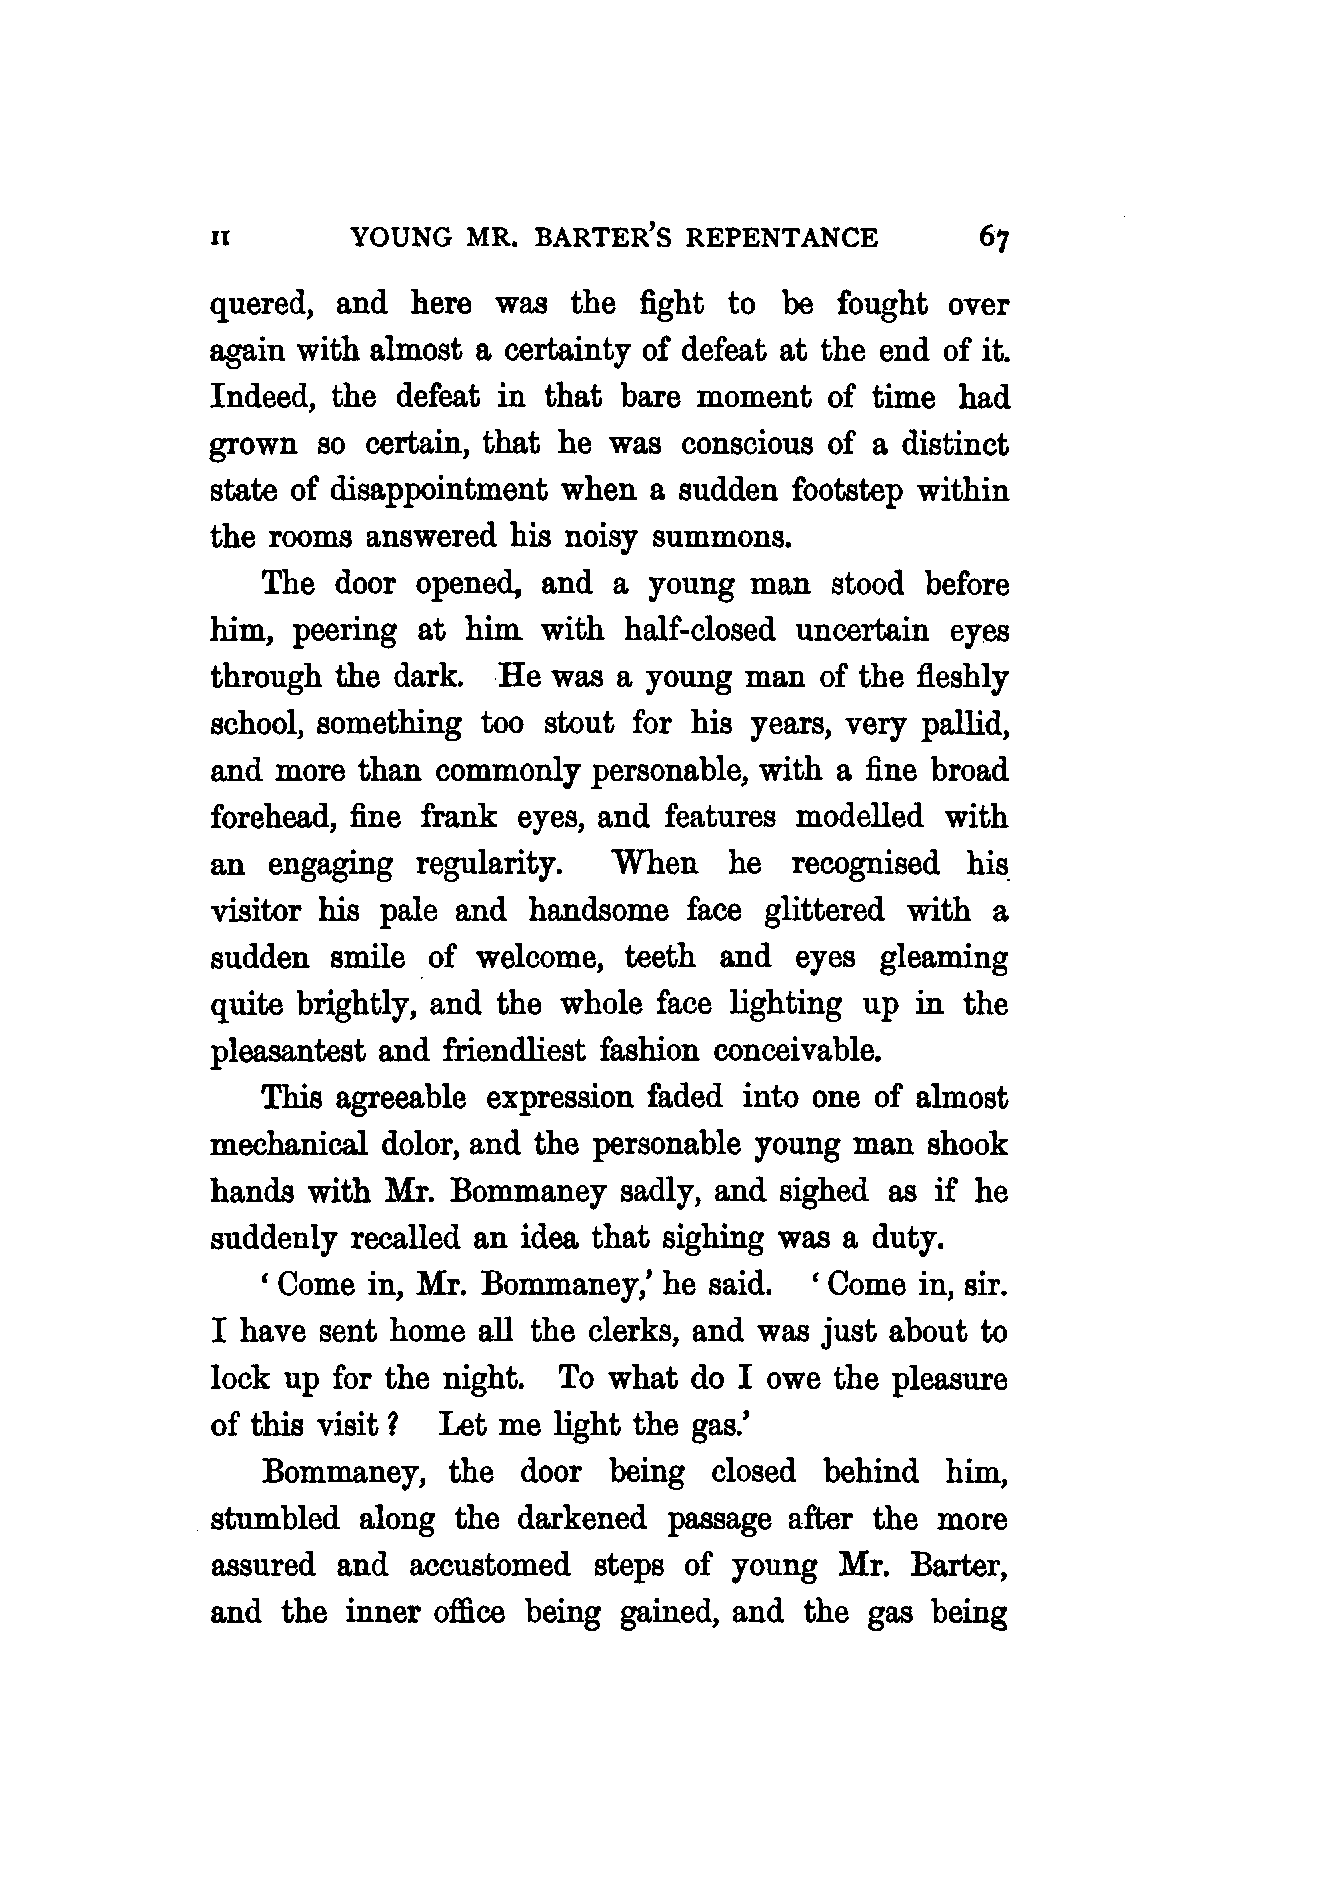 II YOUNG MR. BARTER'S REPENTANCE 67
quered, and here was the fight to be fought over
again with almost a certainty of defeat at the end of it.
Indeed, the defeat in that bare moment of time had
grown so certain, that he was conscious of a distinct
state of disappointment when a sudden footstep within
the rooms answered his noisy summons.
The door opened, and a young man stood before
him, peering at him with half-closed uncertain eyes
through the dark. He was a young man of the fleshly
school, something too stout for his years, very pallid,
and more than commonly personable, with a fine broad
forehead, fine frank eyes, and features modelled with
an engaging regularity. When he recognised his
visitor his pale and handsome face glittered with a
sudden smile of welcome, teeth and eyes gleaming
quite brightly, and the whole face lighting up in the
pleasantest and friendliest fashion conceivable.
This agreeable expression faded into one of almost
mechanical dolor, and the personable young man shook
hands with Mr. Bommaney sadly, and sighed as if he
suddenly recalled an idea that sighing was a duty.
‘Come in, Mr. Bommaney,’ he said. ‘Come in, sir.
I have sent home all the clerks, and was just about to
lock up for the night. To what do I owe the pleasure
of this visit? Let me light the gas.’
Bommaney, the door being closed behind him,
stumbled along the darkened passage after the more
assured and accustomed steps of young Mr. Barter,
and the inner office being gained, and the gas being